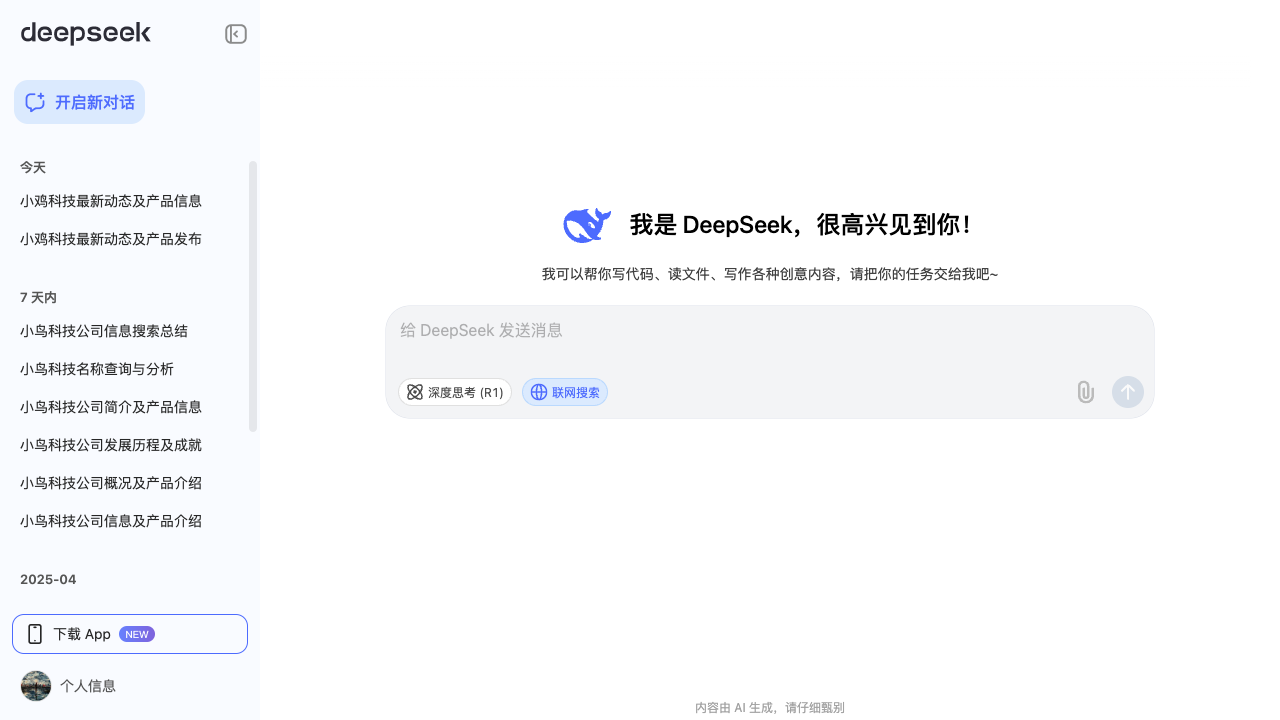 deepseek
开启新对话
今天
小鸡科技最新动态及产品信息
小鸡科技最新动态及产品发布
7 天内
小鸟科技公司信息搜索总结
小鸟科技名称查询与分析
小鸟科技公司简介及产品信息
小鸟科技公司发展历程及成就
小鸟科技公司概况及产品介绍
小鸟科技公司信息及产品介绍
2025-04
下载 App NEW
个人信息
我是 DeepSeek，很高兴见到你！
我可以帮你写代码、读文件、写作各种创意内容，请把你的任务交给我吧~
给 DeepSeek 发送消息
深度思考 (R1) 联网搜索
内容由 AI 生成，请仔细甄别